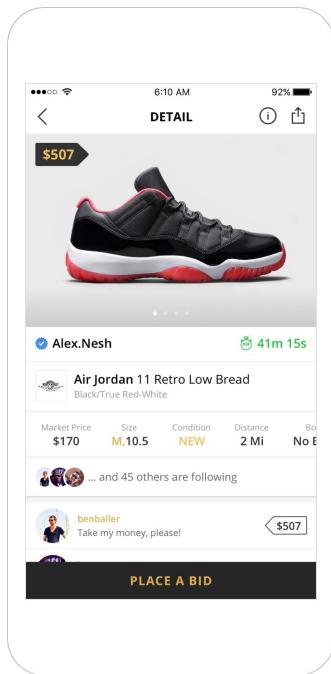 6:10 AM
92%
DETAIL
$507
Alex.Nesh
41m 15s
Air Jordan 11 Retro Low Bread
Black/True Red-White
Market Price
Size
Condition
Distance
Bo
$170
M,10.5
NEW
2 Mi
No
... and 45 others are following
benballer
Take my money, please!
$507
PLACE A BID